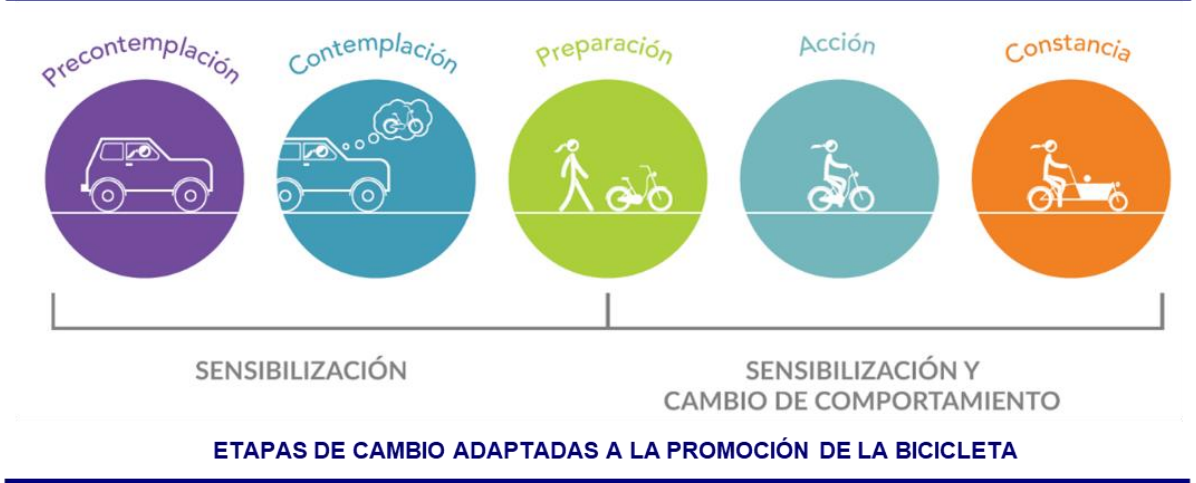 Precontemplación
Contemplación
Preparación
Acción
Constancia
SENSIBILIZACIÓN
SENSIBILIZACIÓN Y
CAMBIO DE COMPORTAMIENTO
ETAPAS DE CAMBIO ADAPTADAS A LA PROMOCIÓN DE LA BICICLETA